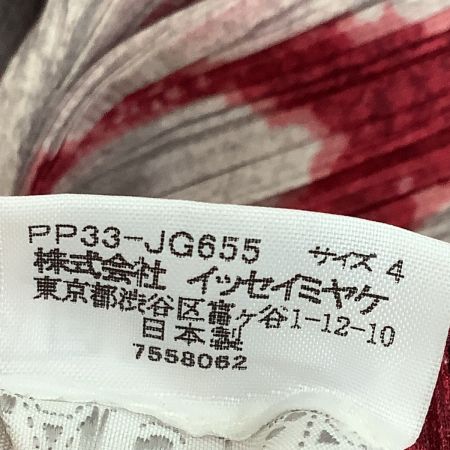 PP33-JG655 サイズ 4
株式会社 イッセイミヤケ
東京都渋谷区富ヶ谷1-12-10
日本製
7558062